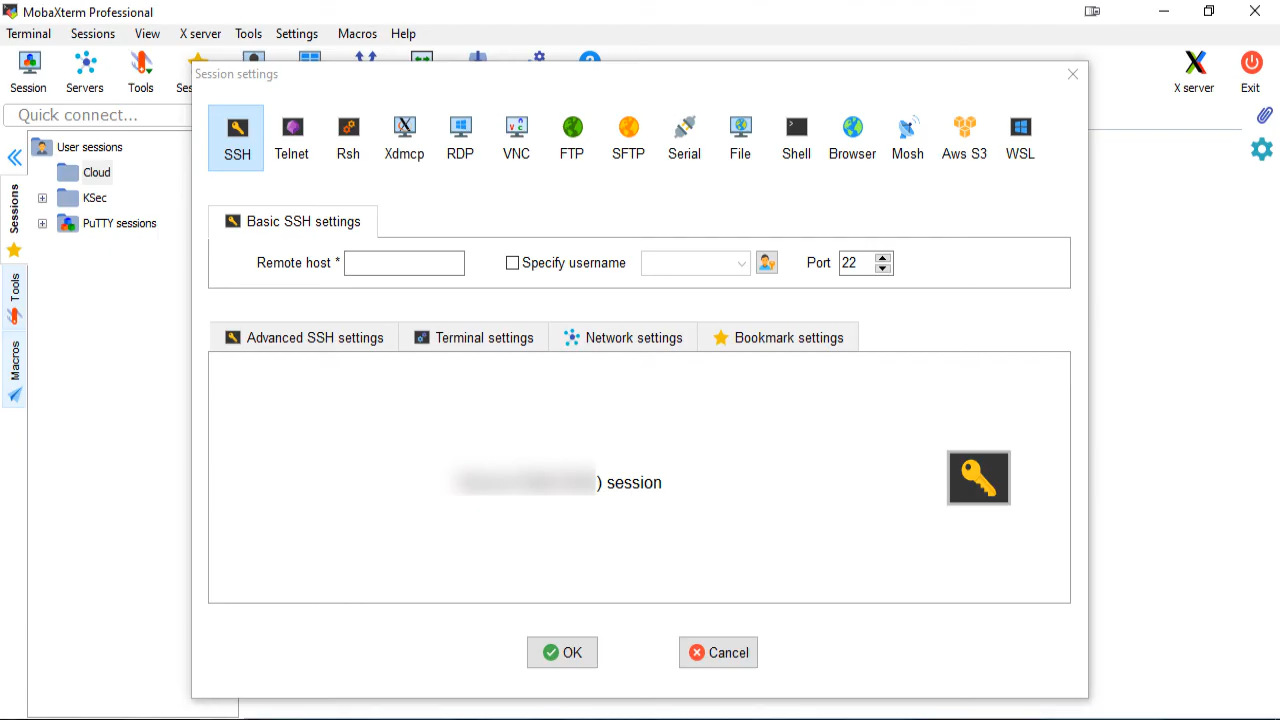 MobaXterm Professional
Terminal Sessions View X server Tools Settings Macros Help
Session Servers Tools
X server Exit
Quick connect...
User sessions
Cloud
KSec
PuTTY sessions
Sessions
Tools
Macros
Session settings
SSH Telnet Rsh Xdmcp RDP VNC FTP SFTP Serial File Shell Browser Mosh Aws S3 WSL
Basic SSH settings
Remote host * Specify username Port 22
Advanced SSH settings Terminal settings Network settings Bookmark settings
) session
OK Cancel